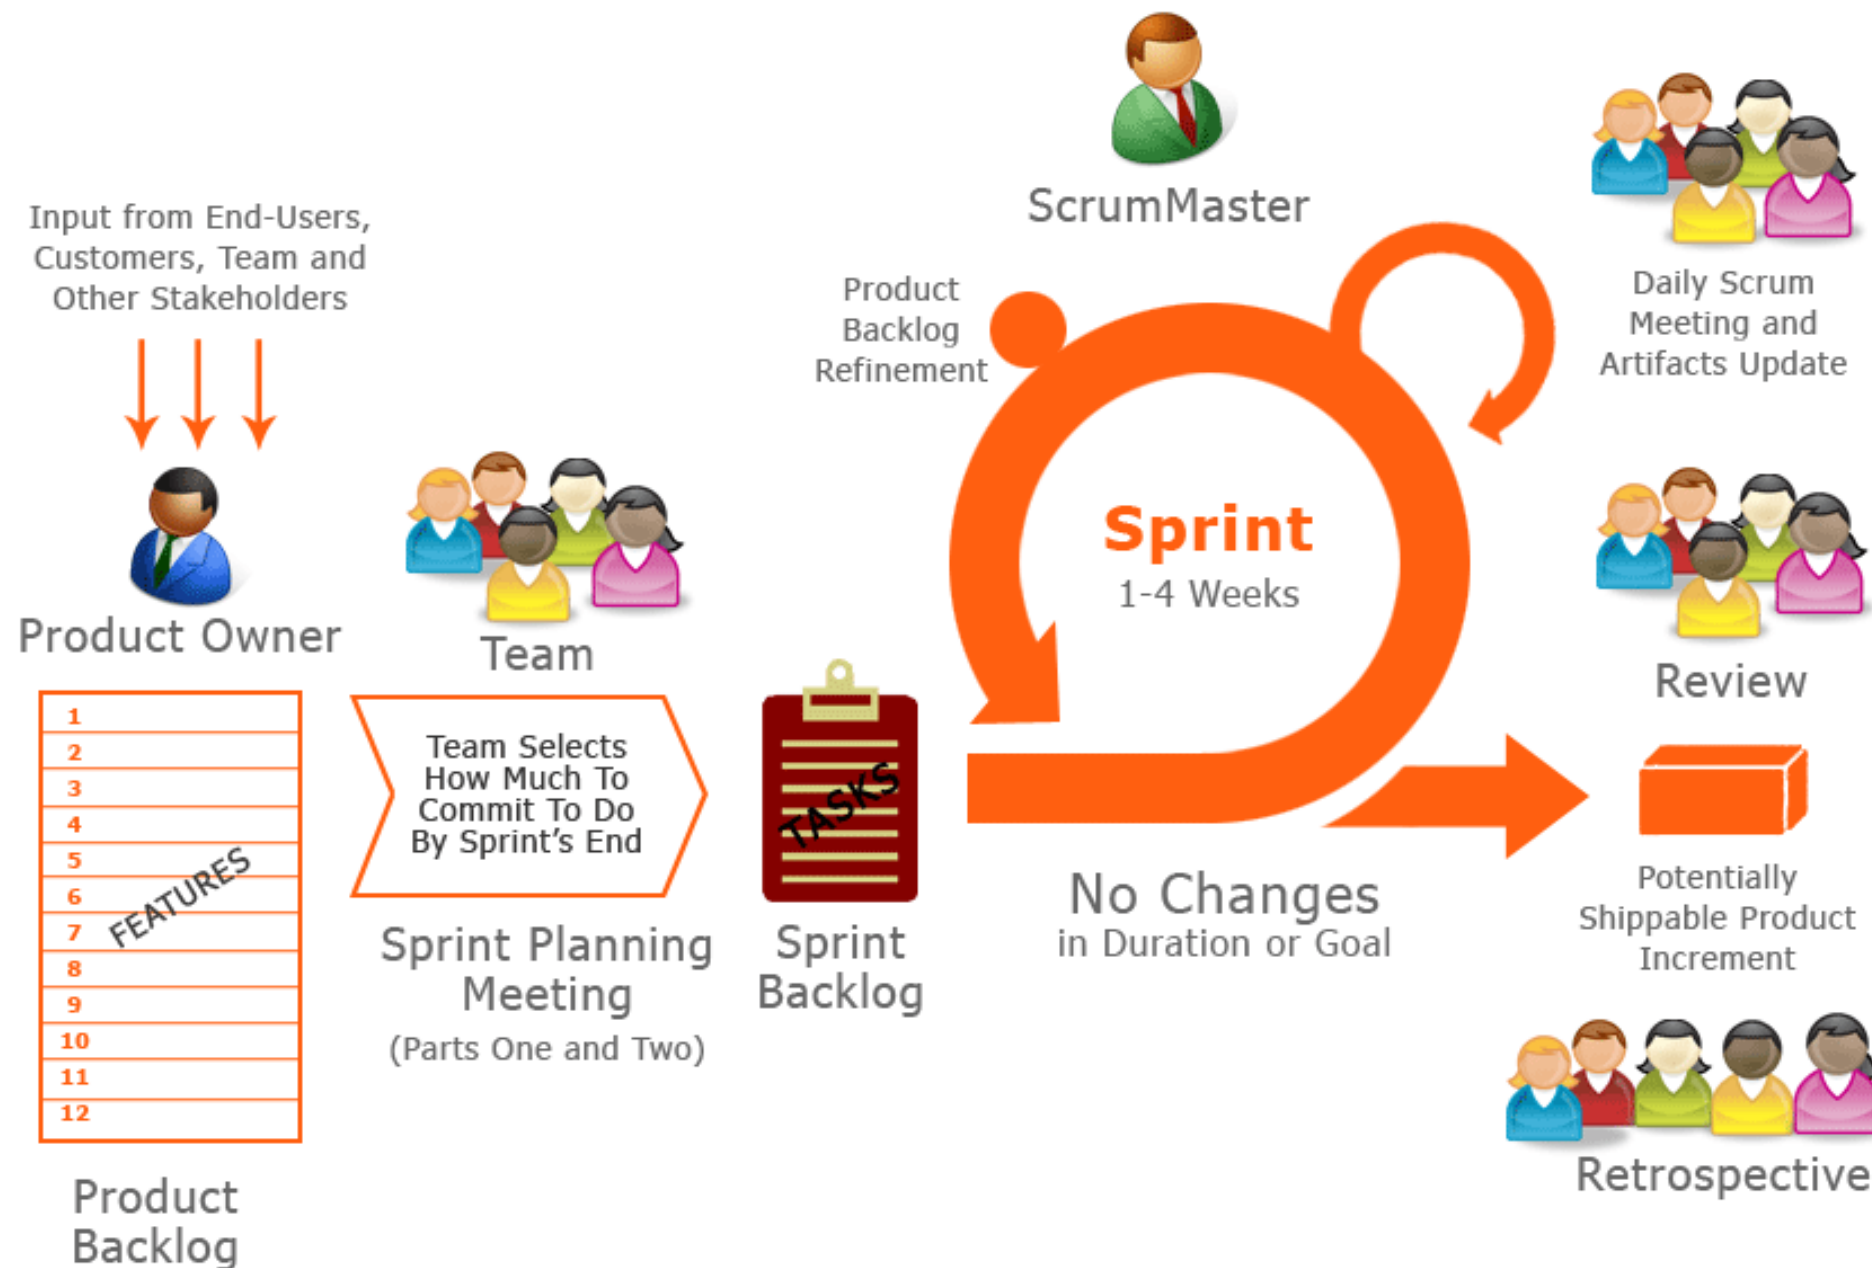 Input from End-Users,
Customers, Team and
Other Stakeholders
Product Owner
1
2
3
4
5
6
7
8
9
10
11
12
FEATURES
Product
Backlog
Team
Team Selects
How Much To
Commit To Do
By Sprint's End
Sprint Planning
Meeting
(Parts One and Two)
TASKS
Sprint
Backlog
ScrumMaster
Product
Backlog
Refinement
Sprint
1-4 Weeks
No Changes
in Duration or Goal
Daily Scrum
Meeting and
Artifacts Update
Review
Potentially
Shippable Product
Increment
Retrospective